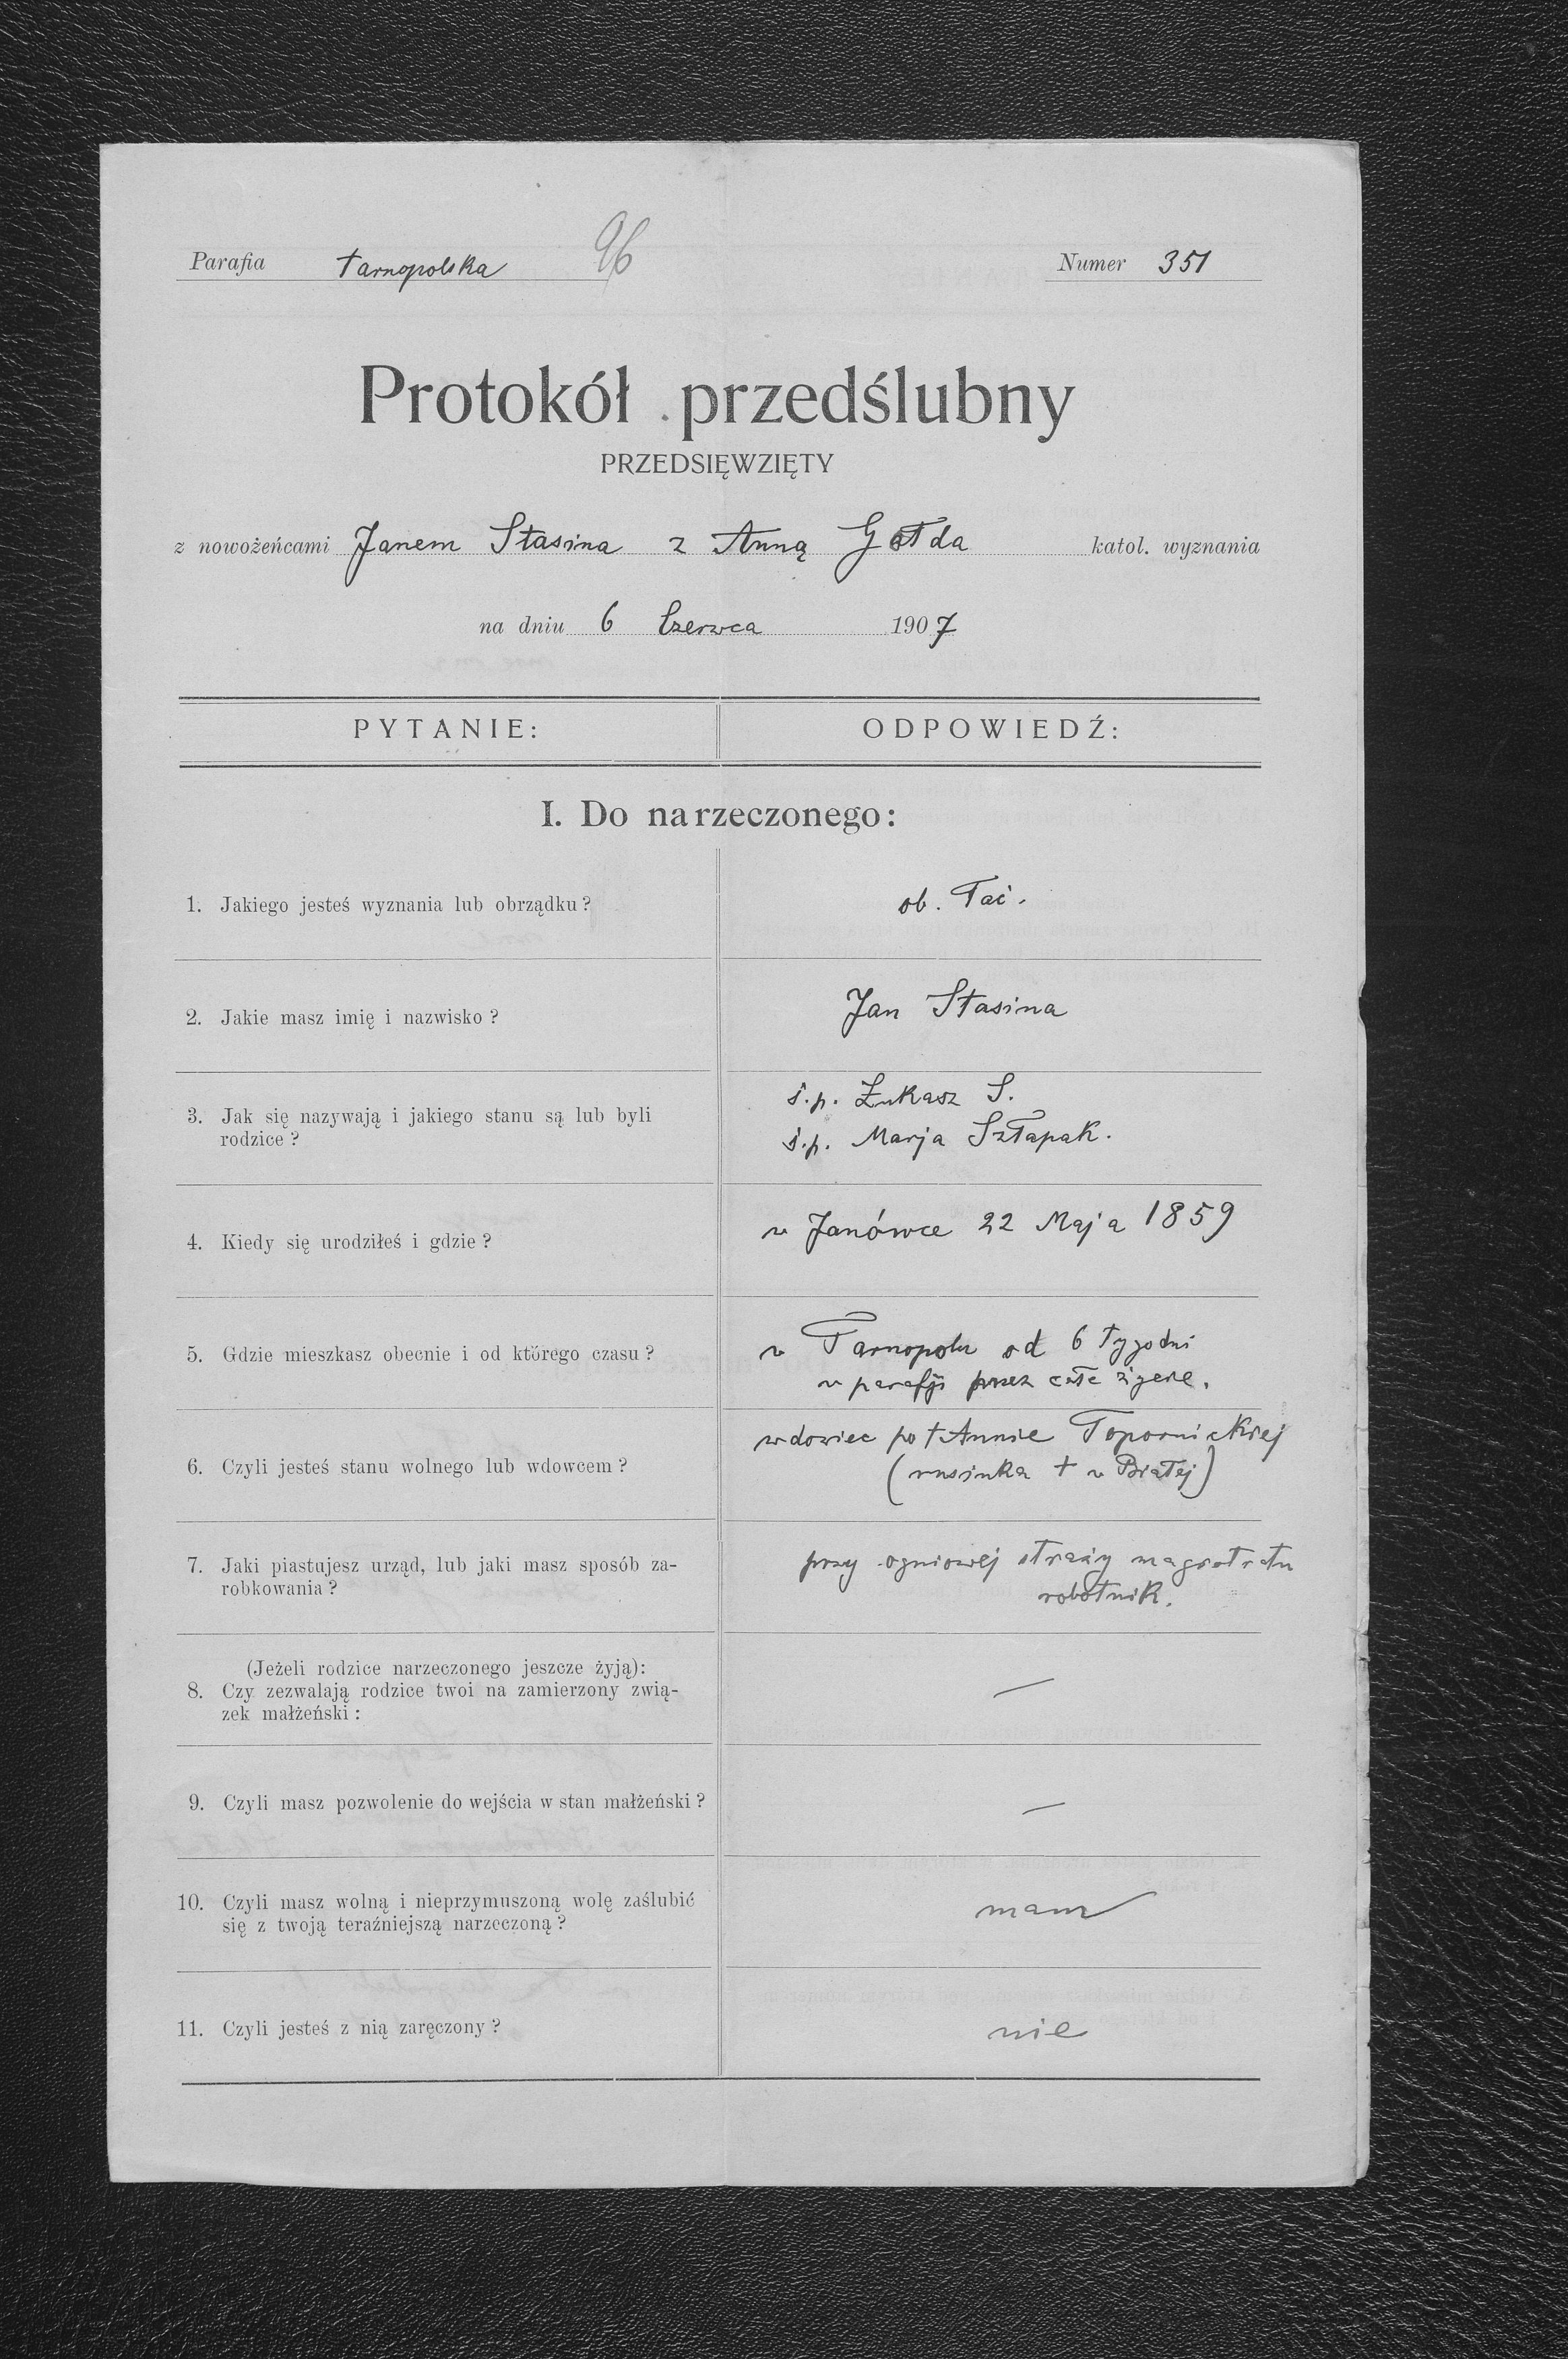 Parafia tarnopolska 96 Numer 351
Protokół przedślubny
PRZEDSIĘWZIĘTY
z nowożeńcami Janem Stasina z Anną Gołda katol. wyznania
na dniu 6 Czerwca 1907
PYTANIE: ODPOWIEDŹ:
I. Do narzeczonego:
1. Jakiego jesteś wyznania lub obrządku? ob. łac.
2. Jakie masz imię i nazwisko? Jan Stasina
ś.p. Łukasz S.
3. Jak się nazywają i jakiego stanu są lub byli
rodzice? ś.p. Marja Szłapak.
4. Kiedy się urodziłeś i gdzie? w Janówce 22 Maja 1859
5. Gdzie mieszkasz obecnie i od którego czasu? w Tarnopolu od 6 tygodni
w parafji przez całe życie.
wdowiec po † Annie Topornickiej
6. Czyli jesteś stanu wolnego lub wdowcem? (rusinka † w Białej)
7. Jaki piastujesz urząd, lub jaki masz sposób za-
robkowania? przy ogniowej straży magistratu
robotnik.
(Jeżeli rodzice narzeczonego jeszcze żyją):
8. Czy zezwalają rodzice twoi na zamierzony zwią-
zek małżeński: —
9. Czyli masz pozwolenie do wejścia w stan małżeński? —
10. Czyli masz wolną i nieprzymuszoną wolę zaślubić
się z twoją teraźniejszą narzeczoną? mam
11. Czyli jesteś z nią zaręczony? nie